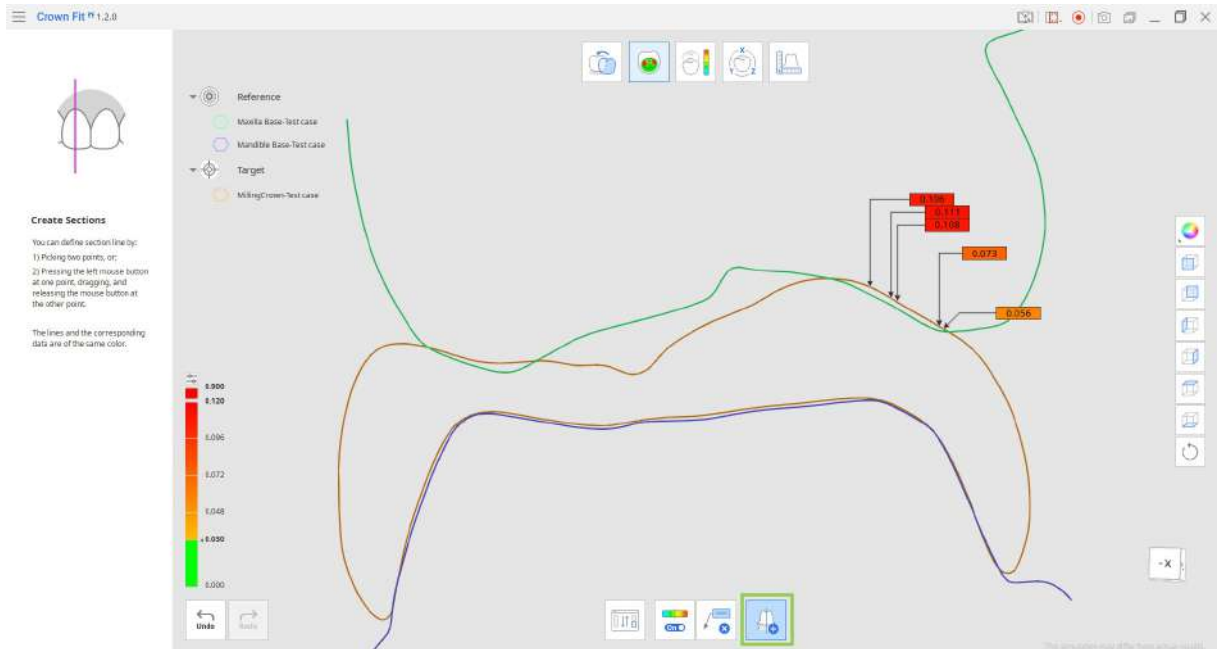 Crown Fit PV 1.2.0
Reference
Maxilla Base-Test case
Mandible Base-Test case
Target
MillingCrown-Test case
X
Y
Z
Create Sections
You can define section line by:
1) Picking two points, or;
2) Pressing the left mouse button
at one point, dragging, and
releasing the mouse button at
the other point.
The lines and the corresponding
data are of the same color.
0.106
0.111
0.108
0.073
0.056
0.900
0.120
0.096
0.072
0.048
0.030
0.000
-X
Undo
Redo
On